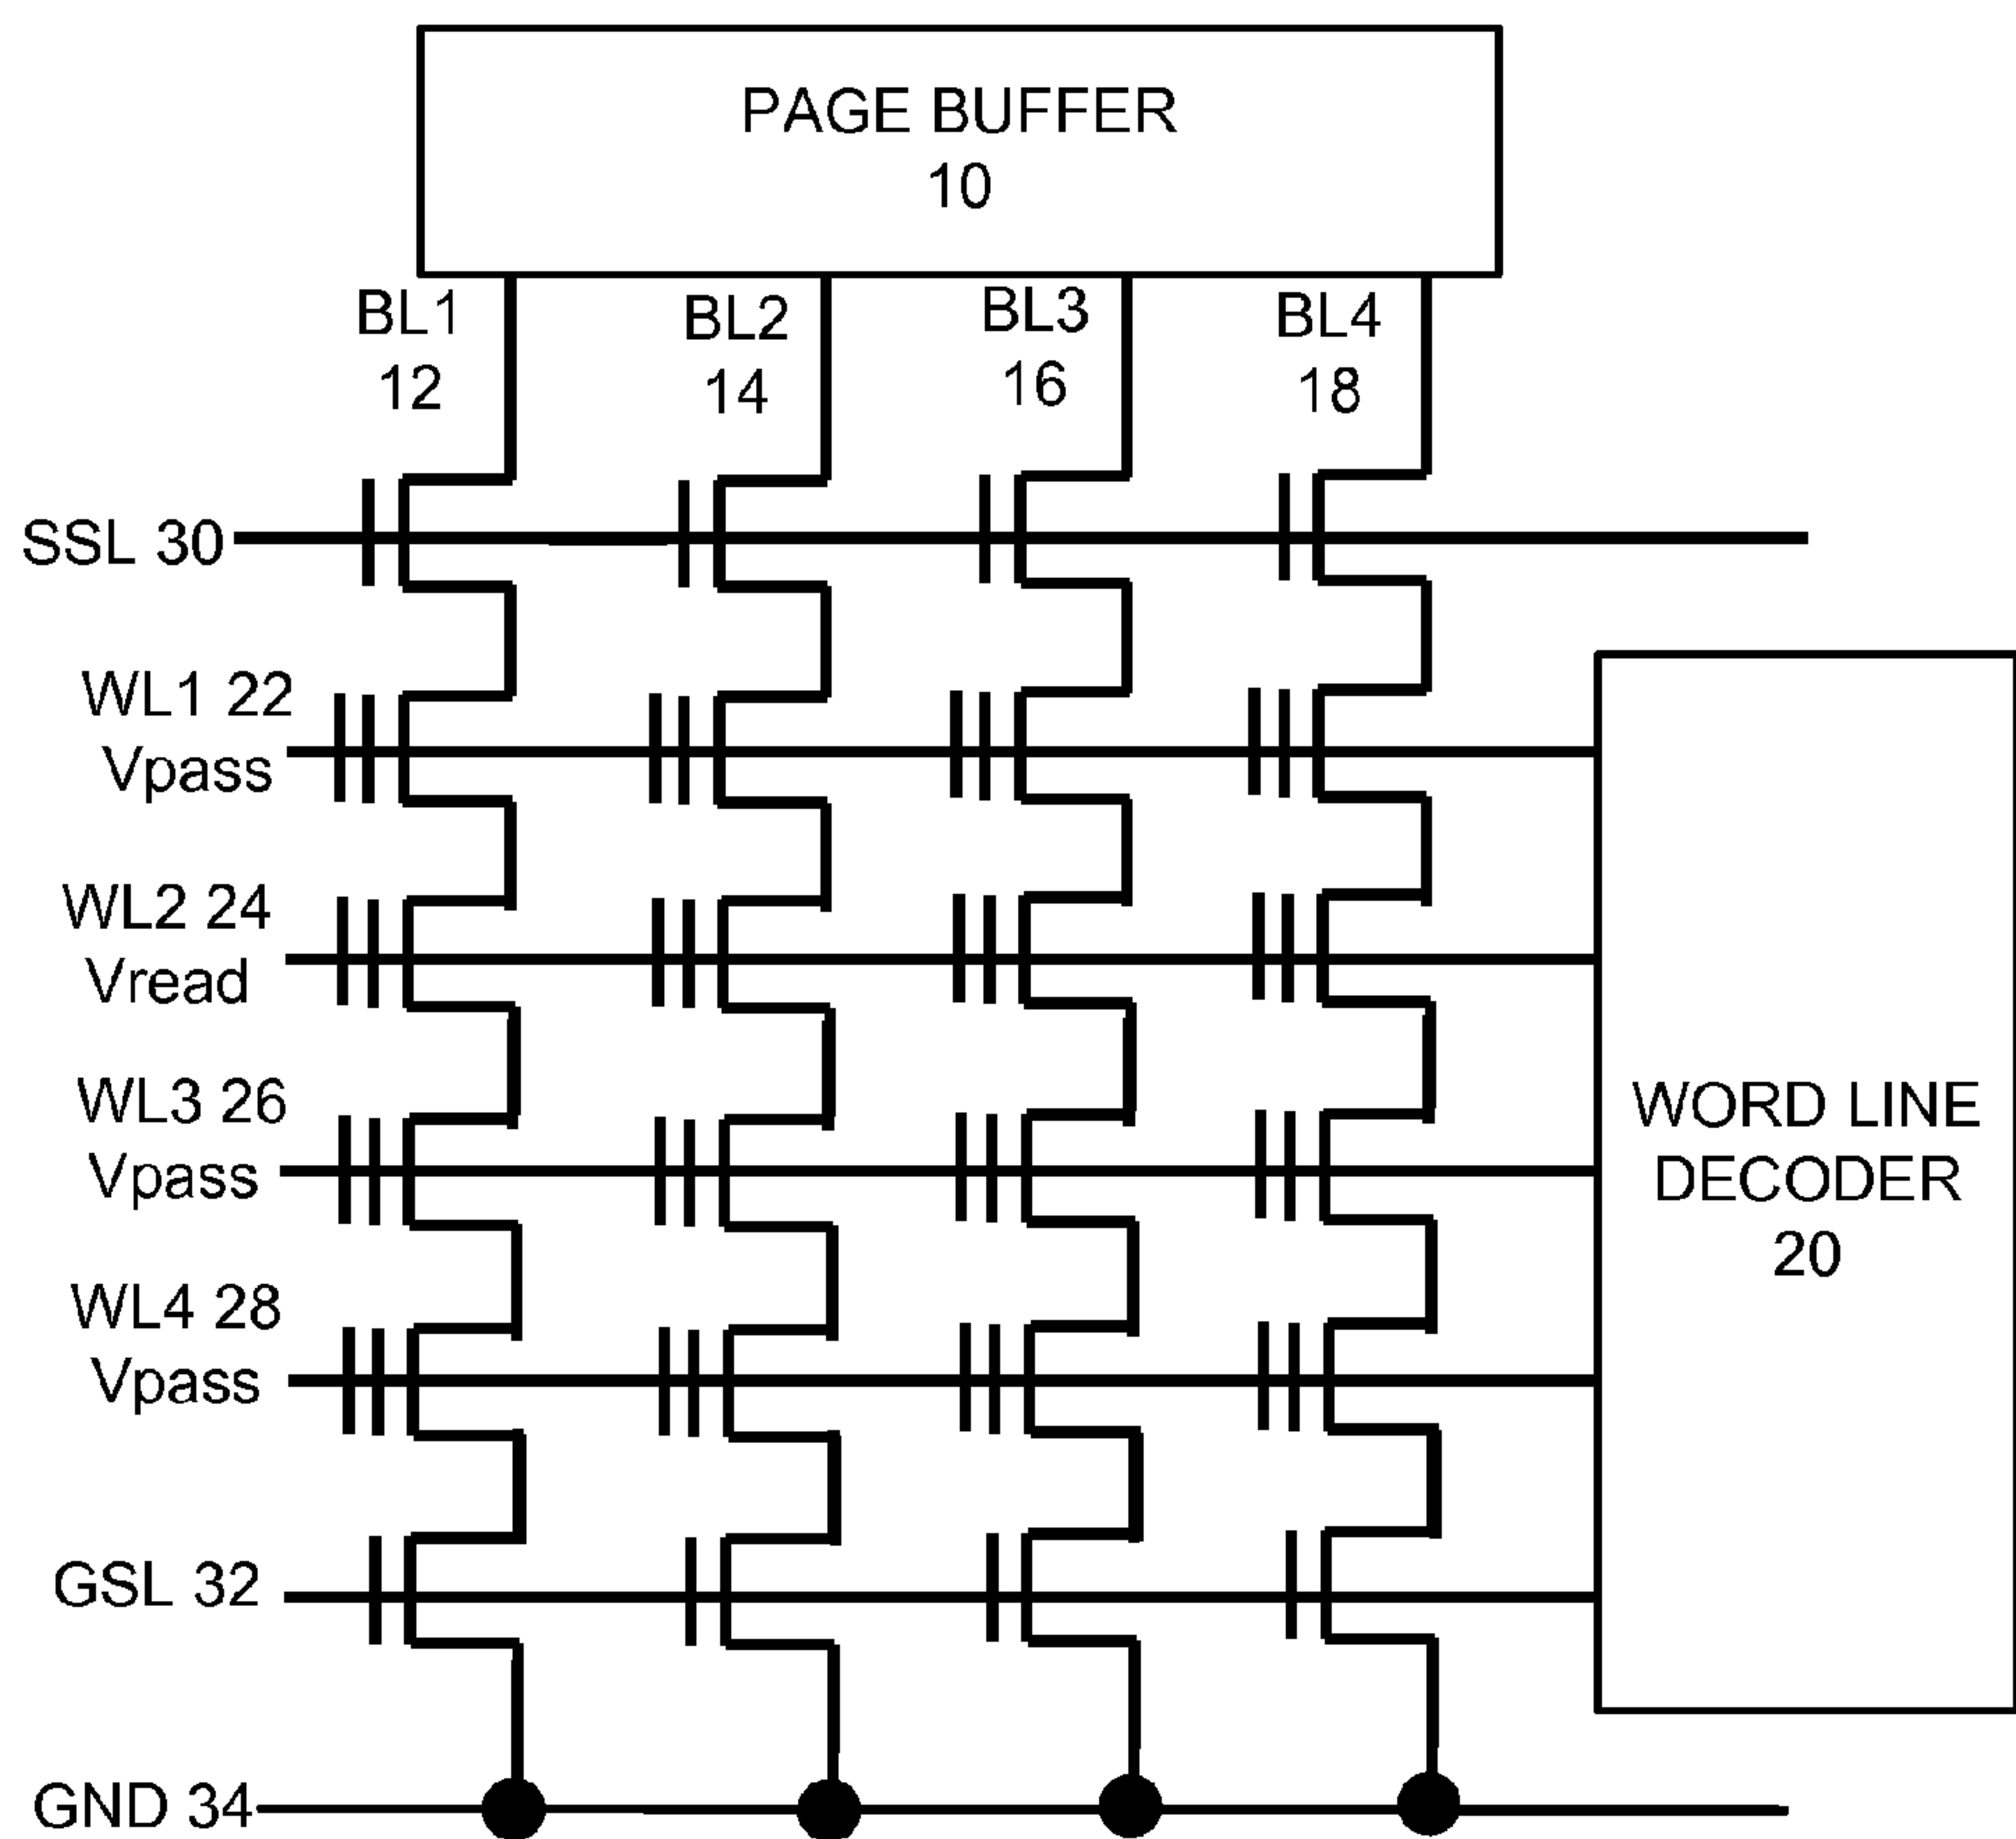 PAGE BUFFER
10
BL1
12
BL2
14
BL3
16
BL4
18
SSL 30
WL1 22
Vpass
WL2 24
Vread
WL3 26
Vpass
WORD LINE
DECODER
20
WL4 28
Vpass
GSL 32
GND 34